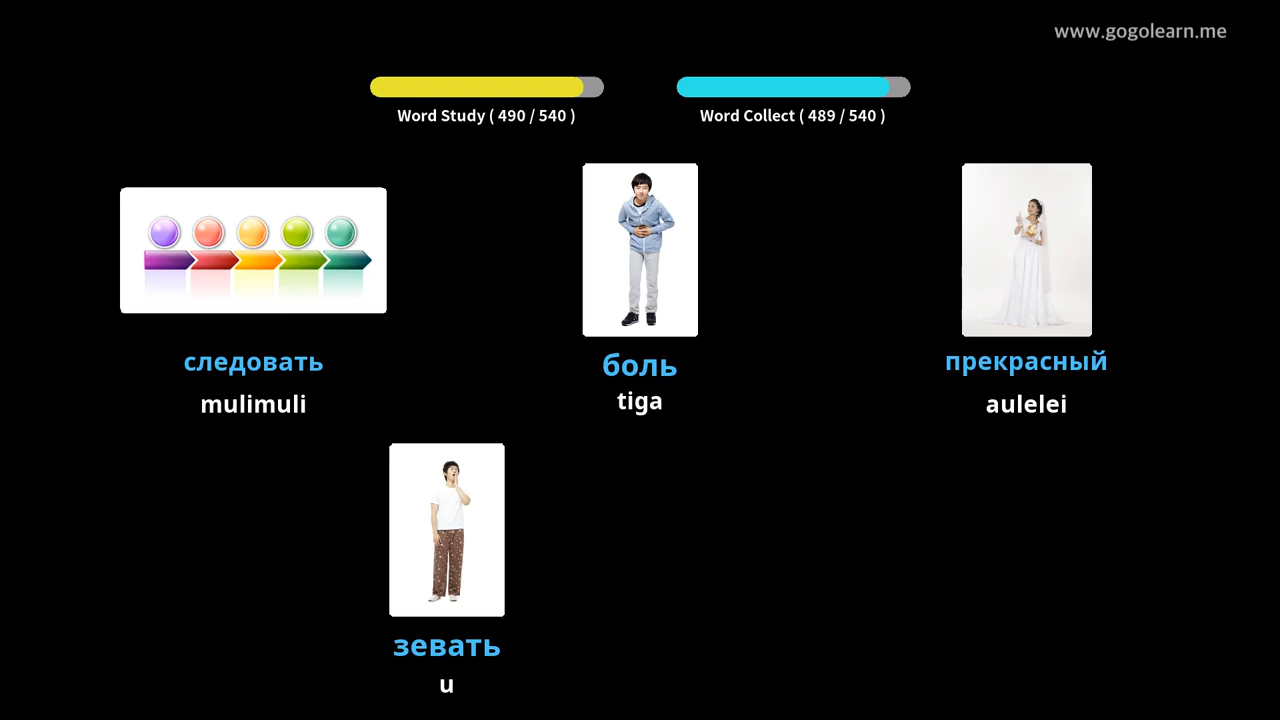 www.gogolearn.me
Word Study ( 490 / 540 )
Word Collect ( 489 / 540 )
следовать
mulimuli
боль
tiga
прекрасный
aulelei
зевать
u